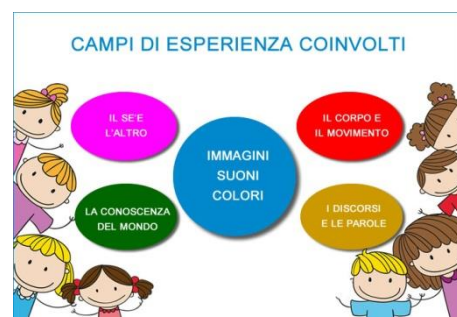 CAMPI DI ESPERIENZA COINVOLTI
IL SE'E
L'ALTRO
IL CORPO E
IL MOVIMENTO
IMMAGINI
SUONI
COLORI
LA CONOSCENZA
DEL MONDO
I DISCORSI
E LE PAROLE